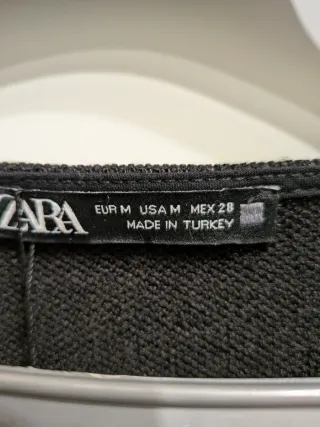 ZARA
EUR M USA M MEX 28
MADE IN TURKEY